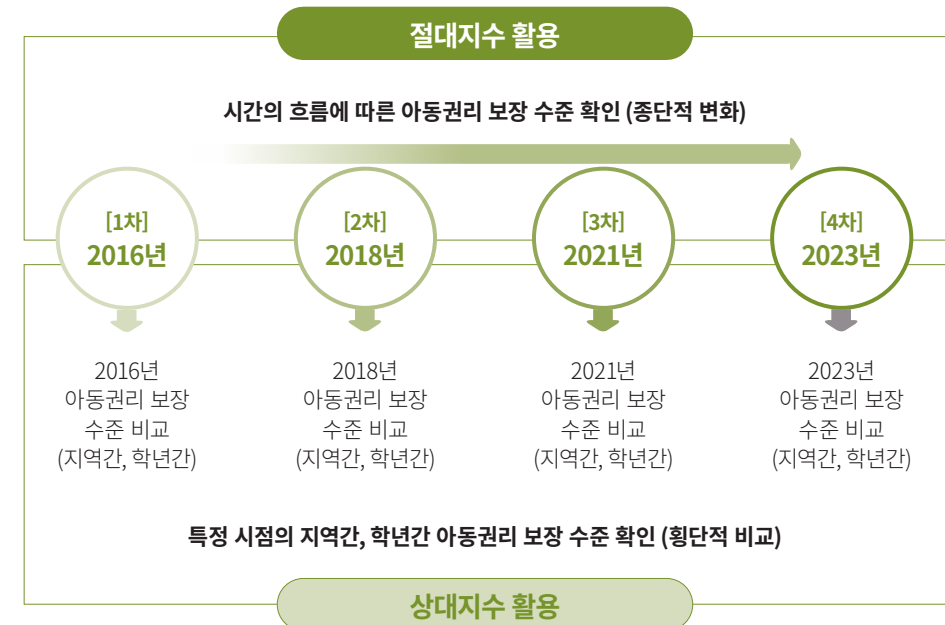 절대지수 활용
시간의 흐름에 따른 아동권리 보장 수준 확인 (종단적 변화)
[1차]
2016년
[2차]
2018년
[3차]
2021년
[4차]
2023년
2016년
아동권리 보장
수준 비교
(지역간, 학년간)
2018년
아동권리 보장
수준 비교
(지역간, 학년간)
2021년
아동권리 보장
수준 비교
(지역간, 학년간)
2023년
아동권리 보장
수준 비교
(지역간, 학년간)
특정 시점의 지역간, 학년간 아동권리 보장 수준 확인 (횡단적 비교)
상대지수 활용